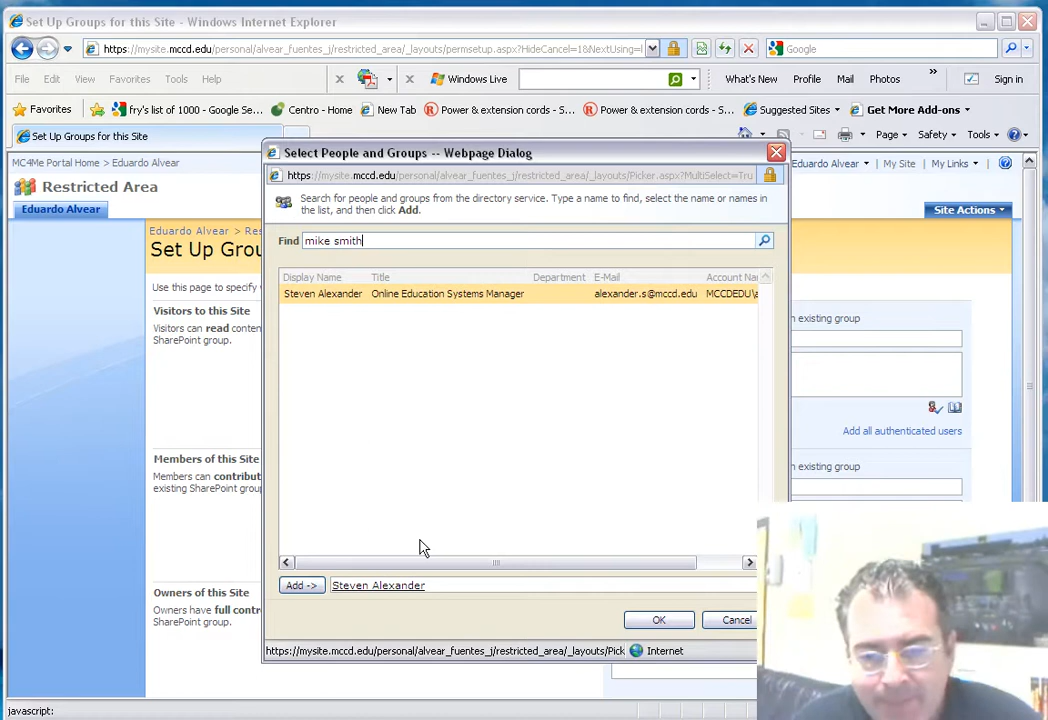 Set Up Groups for this Site - Windows Internet Explorer
https://mysite.mccd.edu/personal/alvear_fuentes_j/restricted_area/_layouts/permsetup.aspx?HideCancel=1&NextUsing=
Google
File Edit View Favorites Tools Help
Windows Live
What's New Profile Mail Photos » Sign in
Favorites fry's list of 1000 - Google Se... Centro - Home New Tab Power & extension cords - S... Power & extension cords - S... Suggested Sites Get More Add-ons
Set Up Groups for this Site
Page Safety Tools
MC4Me Portal Home > Eduardo Alvear
Eduardo Alvear My Site My Links
Restricted Area
Eduardo Alvear
Site Actions
Eduardo Alvear > Res
Set Up Grou
Use this page to specify
Visitors to this Site
Visitors can read conten
SharePoint group.
n existing group
Add all authenticated users
Members of this Site
Members can contribut
existing SharePoint group
n existing group
Owners of this Site
Owners have full contr
SharePoint group.
Select People and Groups -- Webpage Dialog
https://mysite.mccd.edu/personal/alvear_fuentes_j/restricted_area/_layouts/Picker.aspx?MultiSelect=Tru
Search for people and groups from the directory service. Type a name to find, select the name or names in
the list, and then click Add.
Find mike smith
Display Name Title Department E-Mail Account Nam
Steven Alexander Online Education Systems Manager alexander.s@mccd.edu MCCDEDU\a
Add -> Steven Alexander
OK Cancel
https://mysite.mccd.edu/personal/alvear_fuentes_j/restricted_area/_layouts/Pick Internet
javascript: